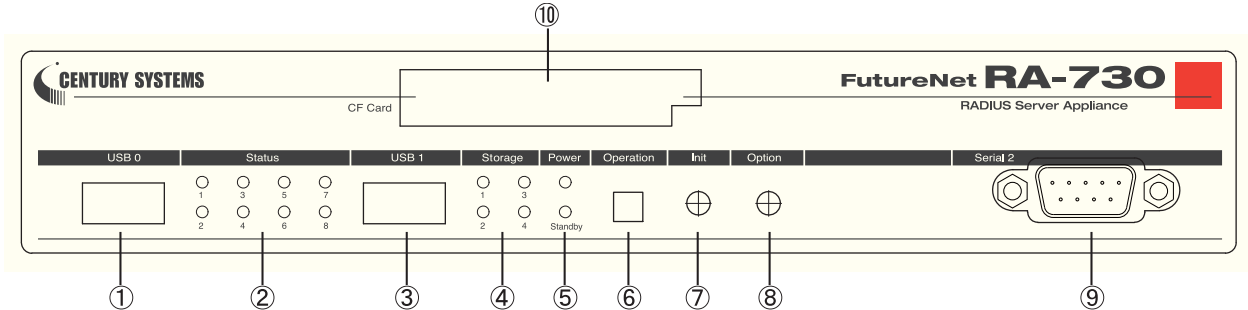 ⑩
CENTURY SYSTEMS
FutureNet RA-730
CF Card
RADIUS Server Appliance
USB 0 Status USB 1 Storage Power Operation Init Option Serial 2
1 3 5 7 1 3
2 4 6 8 2 4 Standby
① ② ③ ④ ⑤ ⑥ ⑦ ⑧ ⑨